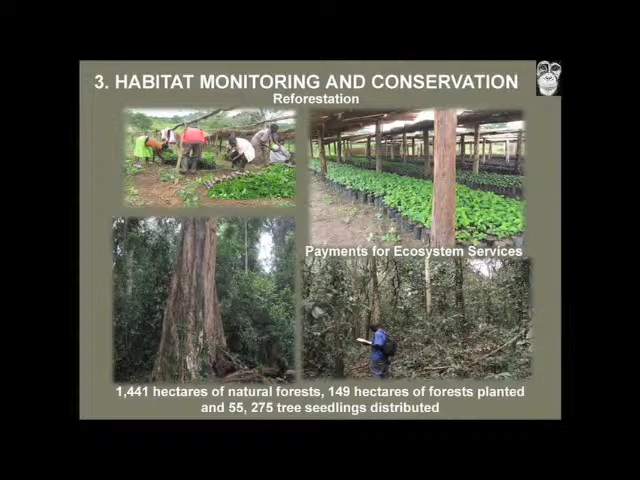 3. HABITAT MONITORING AND CONSERVATION
Reforestation
Payments for Ecosystem Services
1,441 hectares of natural forests, 149 hectares of forests planted
and 55, 275 tree seedlings distributed